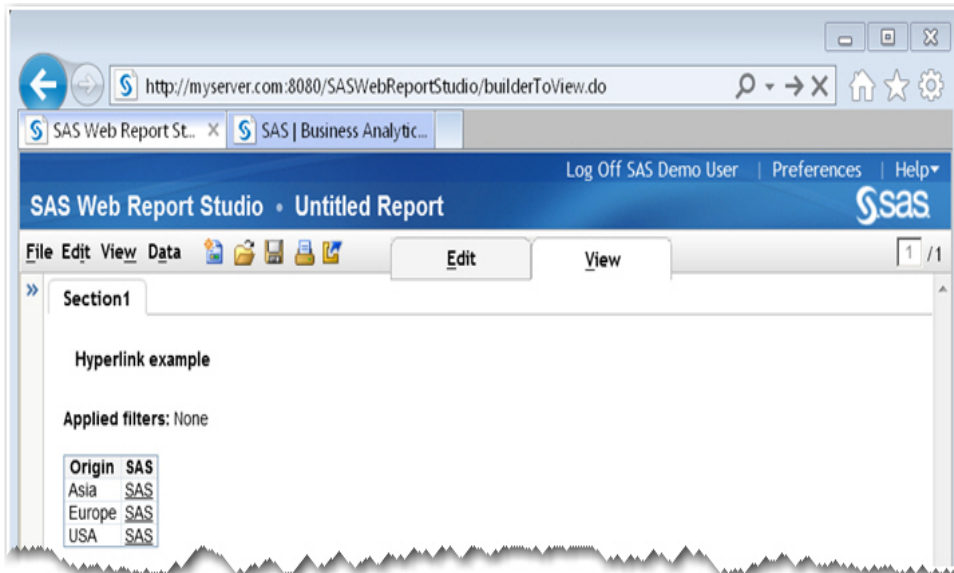 http://myserver.com:8080/SASWebReportStudio/builderToView.do
SAS Web Report St... SAS | Business Analytic...
Log Off SAS Demo User | Preferences | Help
SAS Web Report Studio • Untitled Report
sas
File Edit View Data Edit View 1 /1
Section1
Hyperlink example
Applied filters: None
Origin SAS
Asia SAS
Europe SAS
USA SAS